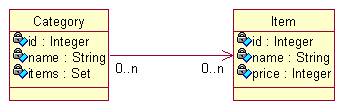 Category
id : Integer
name : String
items : Set
0..n
0..n
Item
id : Integer
name : String
price : Integer